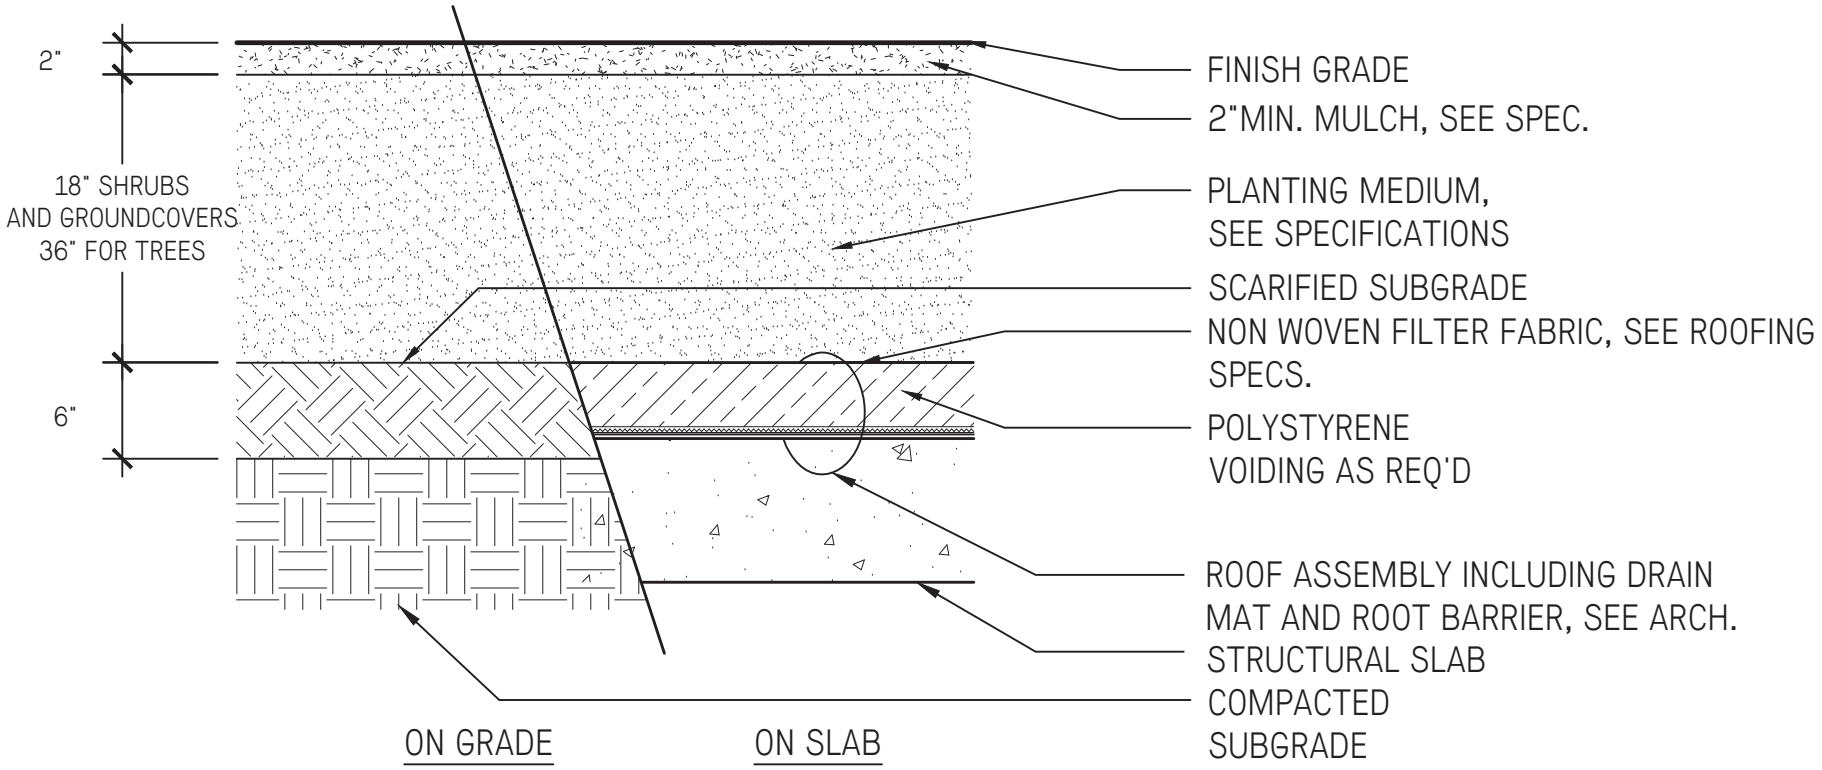 2"
18" SHRUBS
AND GROUNDCOVERS
36" FOR TREES
6"
FINISH GRADE
2"MIN. MULCH, SEE SPEC.
PLANTING MEDIUM,
SEE SPECIFICATIONS
SCARIFIED SUBGRADE
NON WOVEN FILTER FABRIC, SEE ROOFING
SPECS.
POLYSTYRENE
VOIDING AS REQ'D
ROOF ASSEMBLY INCLUDING DRAIN
MAT AND ROOT BARRIER, SEE ARCH.
STRUCTURAL SLAB
COMPACTED
SUBGRADE
ON GRADE
ON SLAB